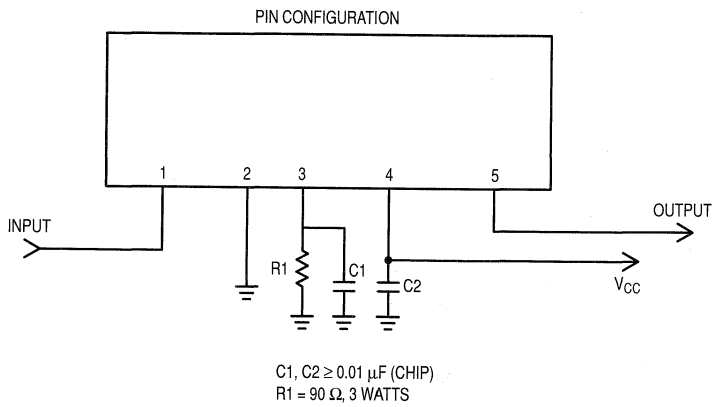 PIN CONFIGURATION
1 2 3 4 5
INPUT
OUTPUT
R1 C1 C2
VCC
C1, C2 ≥ 0.01 µF (CHIP)
R1 = 90 Ω, 3 WATTS